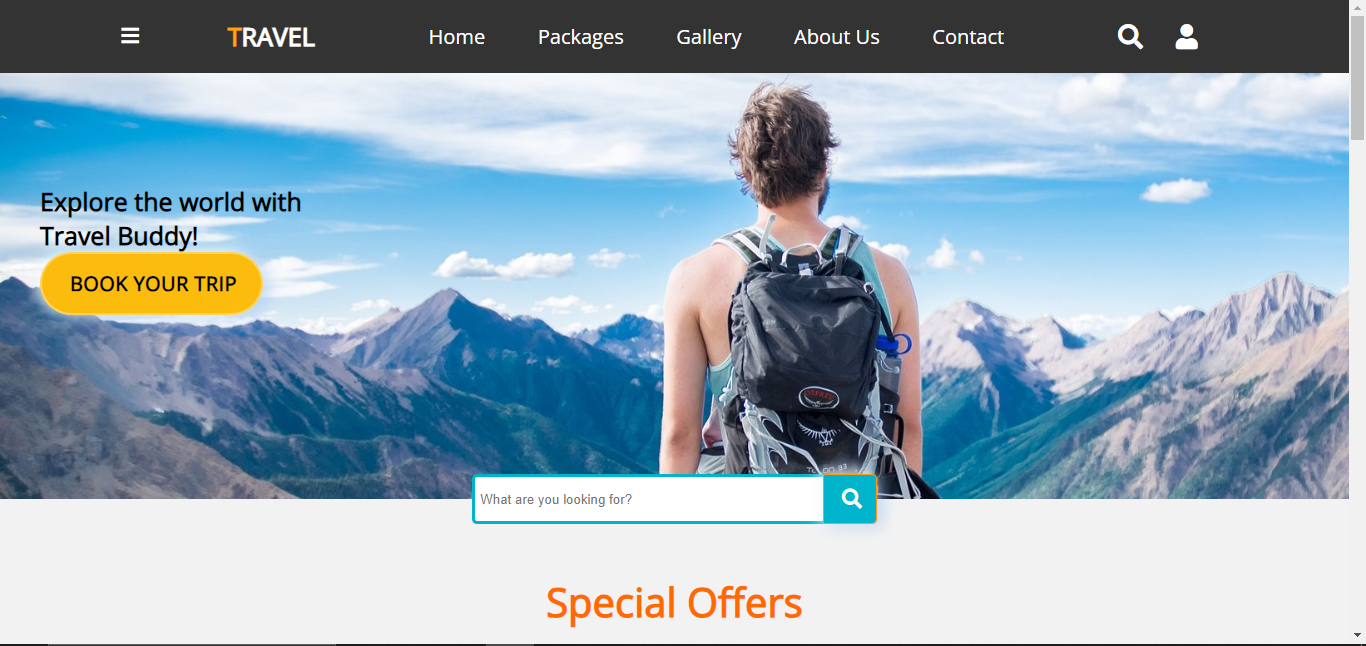 TRAVEL
Home
Packages
Gallery
About Us
Contact
Explore the world with
Travel Buddy!
BOOK YOUR TRIP
OSPREY
What are you looking for?
Special Offers